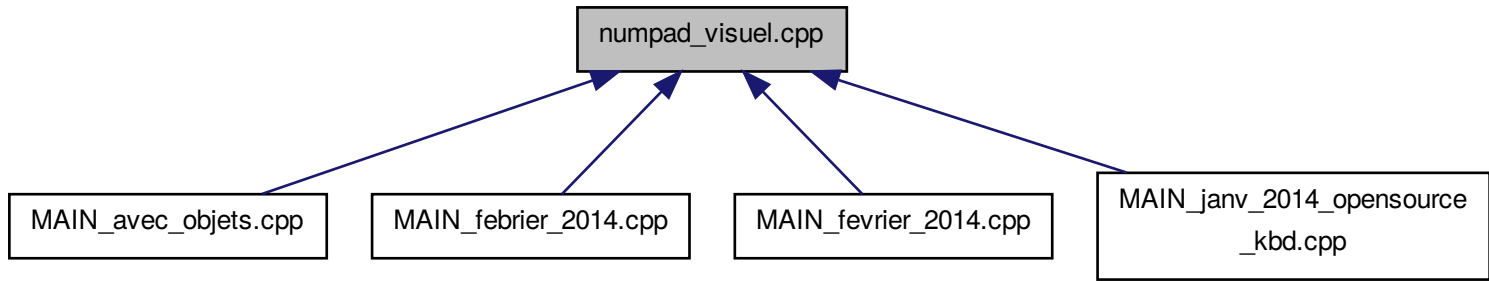 numpad_visuel.cpp
MAIN_avec_objets.cpp
MAIN_febrier_2014.cpp
MAIN_fevrier_2014.cpp
MAIN_janv_2014_opensource
_kbd.cpp